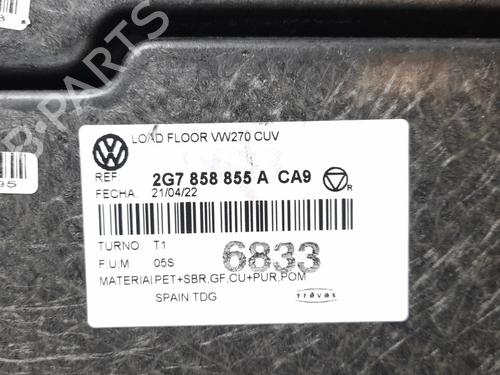 B-PARTS
LOAD FLOOR VW270 CUV
REF. 2G7 858 855 A CA9 R
FECHA: 21/04/22
TURNO: T1
F/U/M: 05S
6833
MATERIAL PET+SBR,GF,CU+PUR,POM
SPAIN TDG
trèves